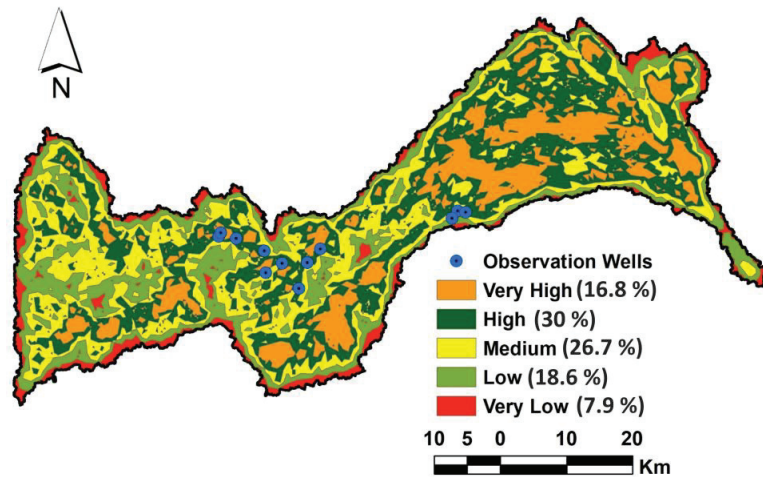 N
Observation Wells
Very High (16.8 %)
High (30 %)
Medium (26.7 %)
Low (18.6 %)
Very Low (7.9 %)
10 5 0 10 20
Km